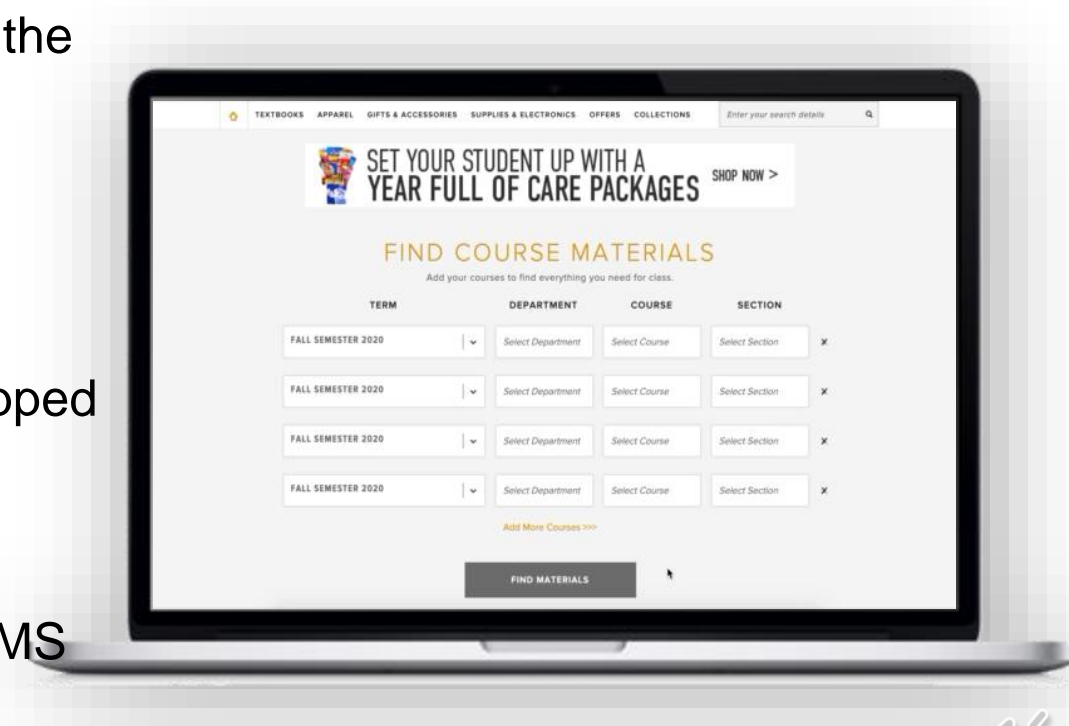 the
TEXTBOOKS APPAREL GIFTS & ACCESSORIES SUPPLIES & ELECTRONICS OFFERS COLLECTIONS Enter your search details
SET YOUR STUDENT UP WITH A
YEAR FULL OF CARE PACKAGES
SHOP NOW >
FIND COURSE MATERIALS
Add your courses to find everything you need for class.
TERM DEPARTMENT COURSE SECTION
FALL SEMESTER 2020 Select Department Select Course Select Section x
FALL SEMESTER 2020 Select Department Select Course Select Section x
oped
FALL SEMESTER 2020 Select Department Select Course Select Section x
FALL SEMESTER 2020 Select Department Select Course Select Section x
Add More Courses >>>
FIND MATERIALS
MS